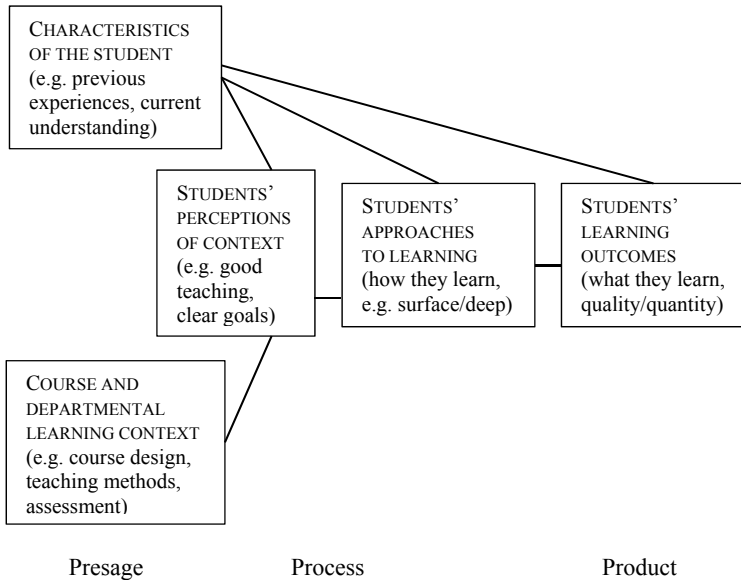 CHARACTERISTICS
OF THE STUDENT
(e.g. previous
experiences, current
understanding)
STUDENTS’
PERCEPTIONS
OF CONTEXT
(e.g. good
teaching,
clear goals)
STUDENTS’
APPROACHES
TO LEARNING
(how they learn,
e.g. surface/deep)
STUDENTS’
LEARNING
OUTCOMES
(what they learn,
quality/quantity)
COURSE AND
DEPARTMENTAL
LEARNING CONTEXT
(e.g. course design,
teaching methods,
assessment)
Presage Process Product